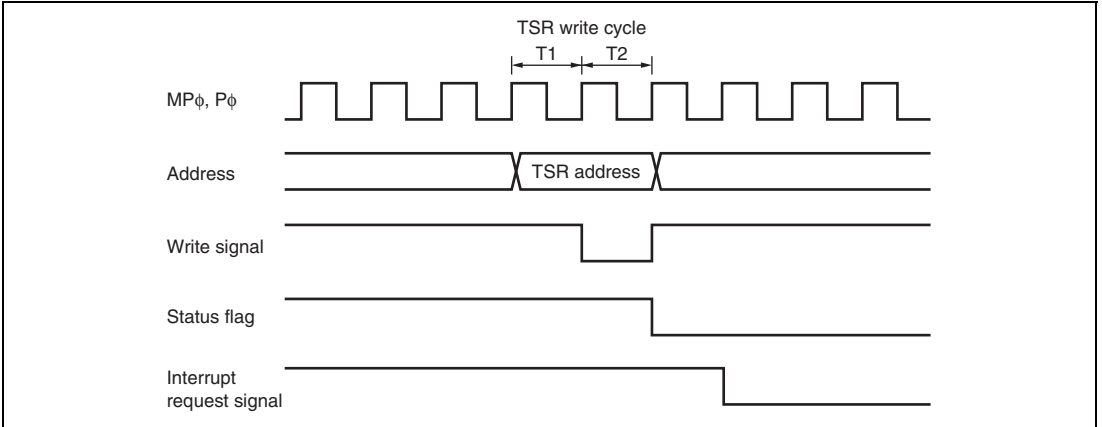 TSR write cycle
T1 T2
MPϕ, Pϕ
Address
TSR address
Write signal
Status flag
Interrupt
request signal